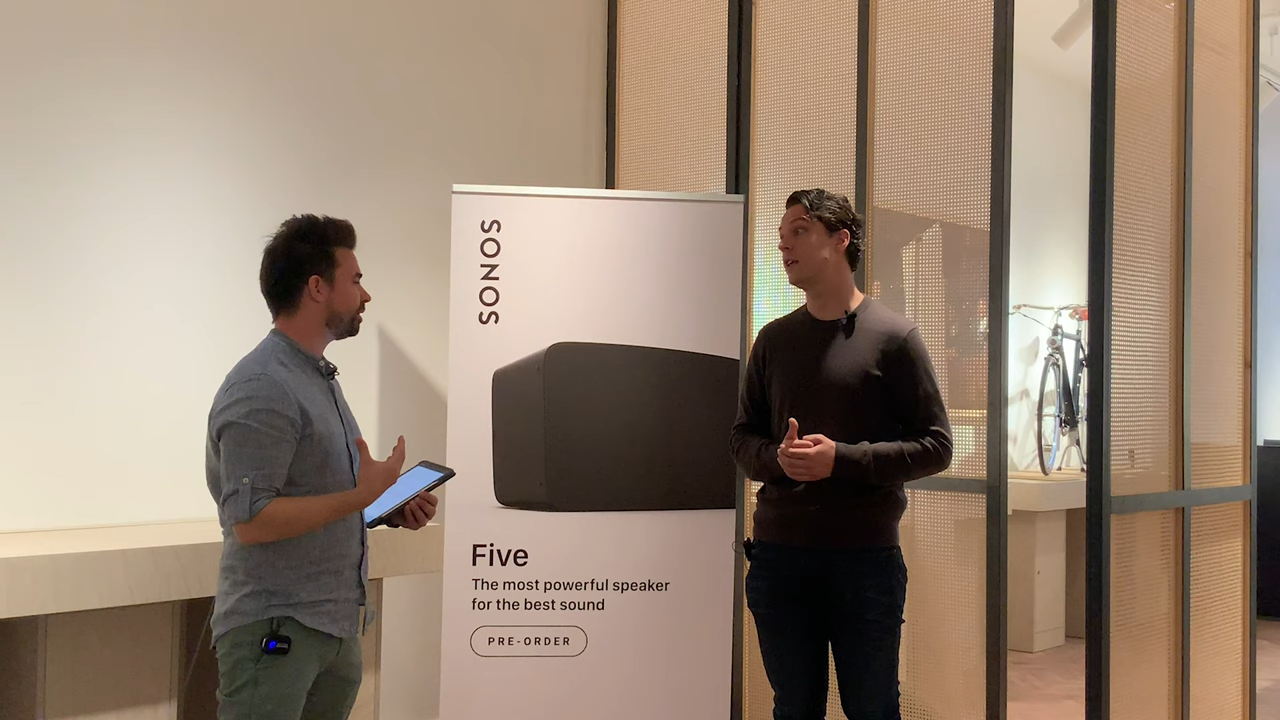 SONOS
Five
The most powerful speaker
for the best sound
PRE-ORDER